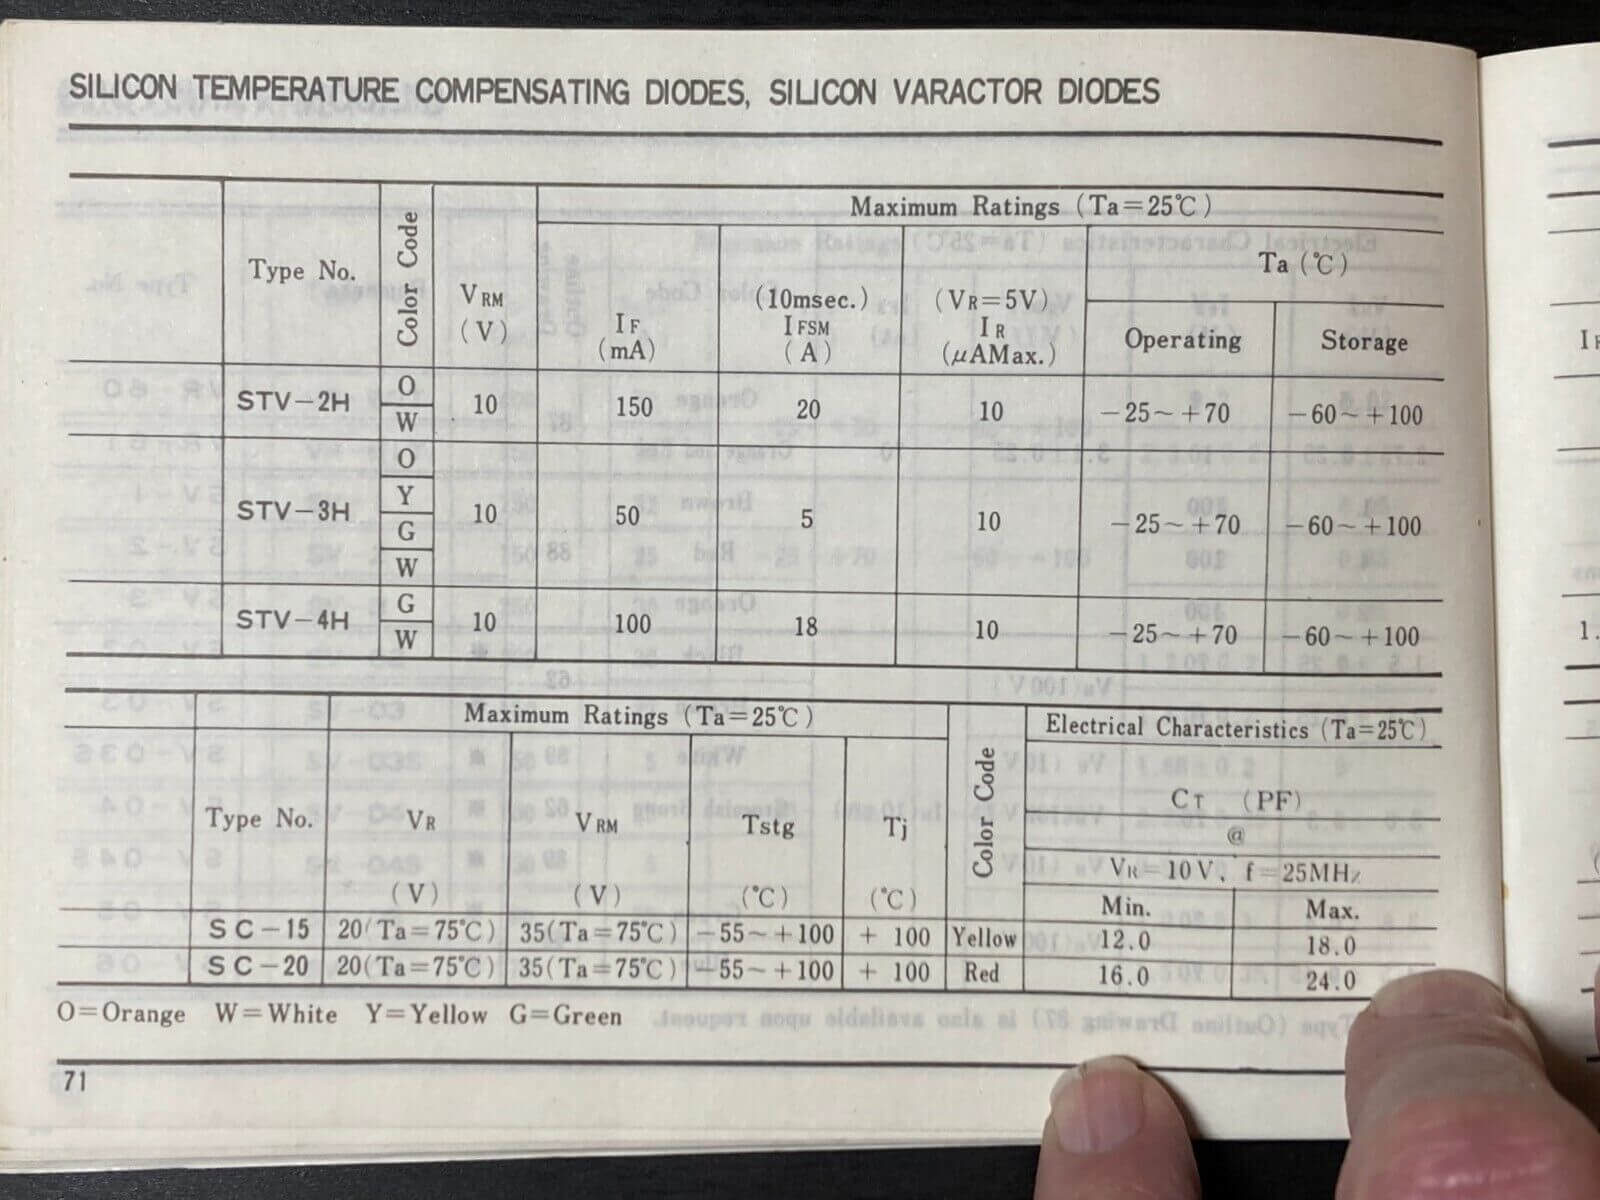 SILICON TEMPERATURE COMPENSATING DIODES, SILICON VARACTOR DIODES
Type No. Color Code VRM (V) Maximum Ratings (Ta=25℃)
IF (mA) (10msec.) IFSM (A) (VR=5V) IR (μAMax.) Ta (℃)
Operating Storage
STV-2H O W 10 150 20 10 -25~+70 -60~+100
STV-3H O Y G W 10 50 5 10 -25~+70 -60~+100
STV-4H G W 10 100 18 10 -25~+70 -60~+100
Maximum Ratings (Ta=25℃) Color Code Electrical Characteristics (Ta=25℃)
Type No. VR (V) VRM (V) Tstg (℃) Tj (℃) CT (PF)
@
VR=10V, f=25MHz
Min. Max.
SC-15 20(Ta=75℃) 35(Ta=75℃) -55~+100 +100 Yellow 12.0 18.0
SC-20 20(Ta=75℃) 35(Ta=75℃) -55~+100 +100 Red 16.0 24.0
O=Orange W=White Y=Yellow G=Green
71